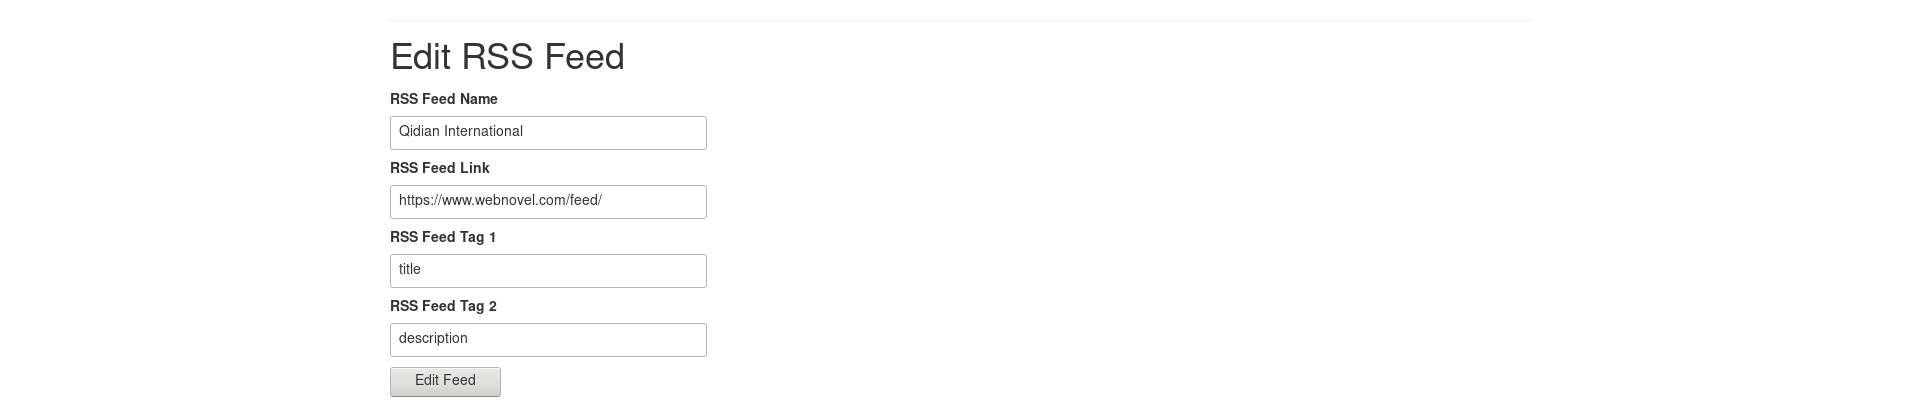 Edit RSS Feed
RSS Feed Name
Qidian International
RSS Feed Link
https://www.webnovel.com/feed/
RSS Feed Tag 1
title
RSS Feed Tag 2
description
Edit Feed